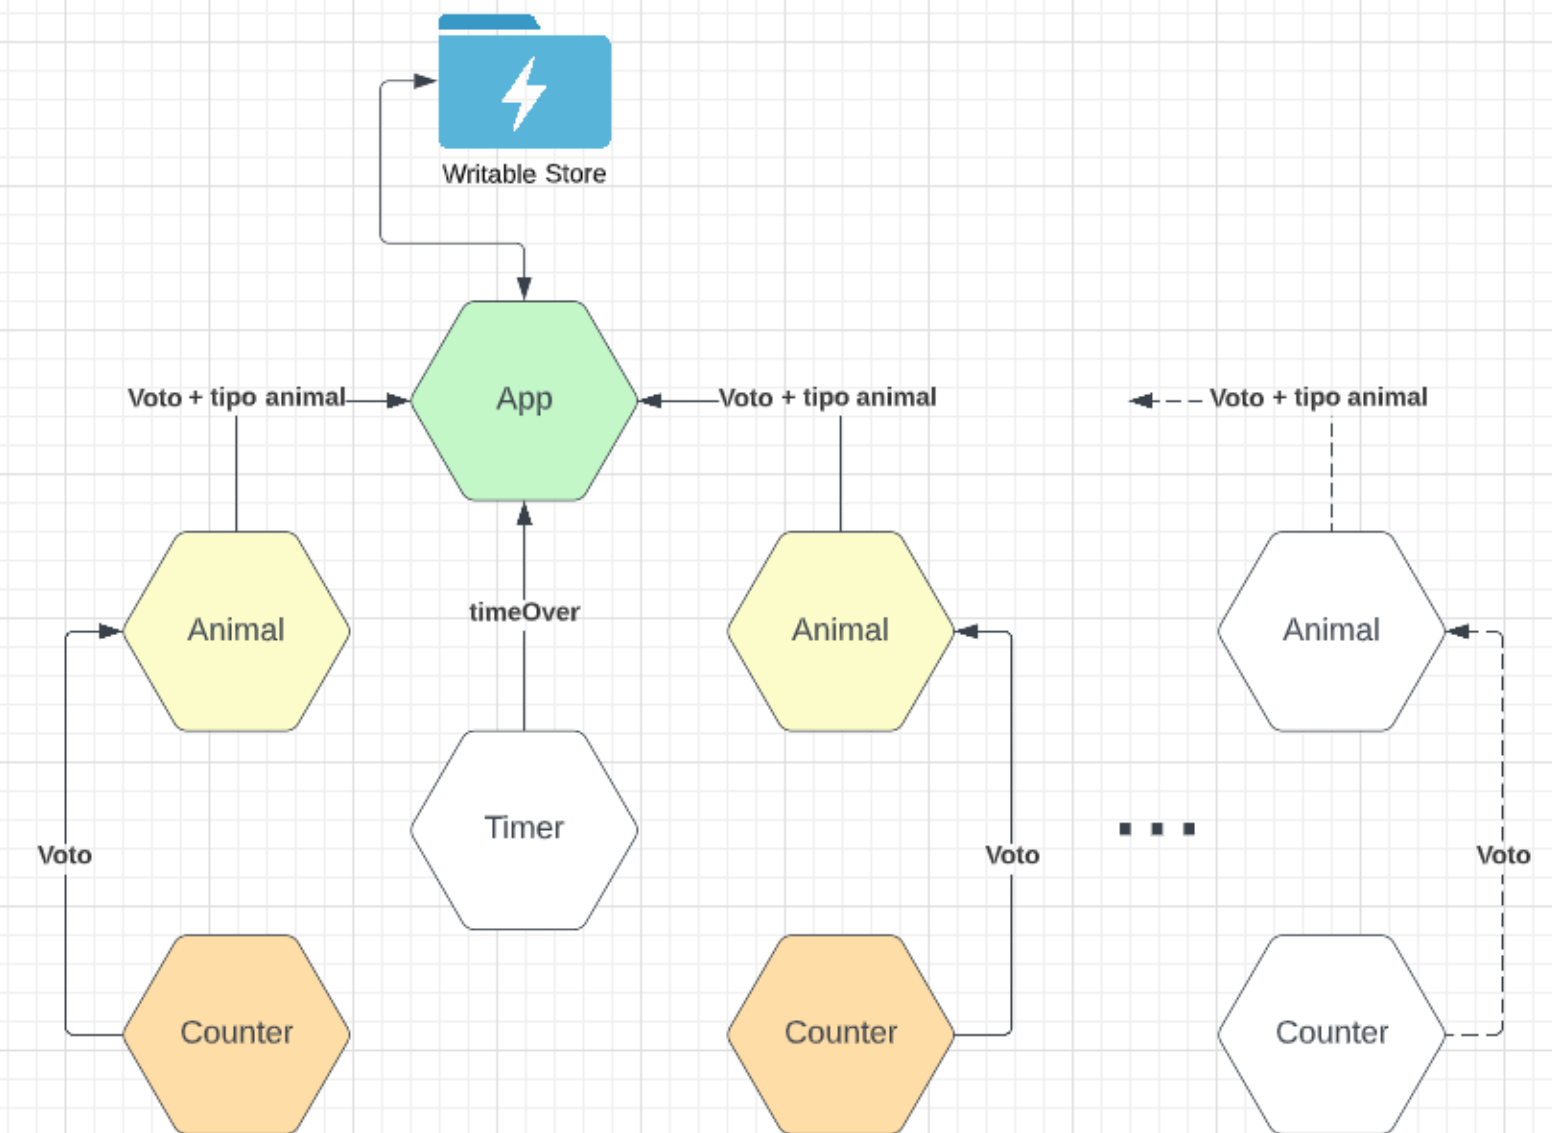 Writable Store
Voto + tipo animal
App
Voto + tipo animal
Voto + tipo animal
timeOver
Animal
Animal
Animal
Timer
Voto
Voto
Voto
Counter
Counter
Counter